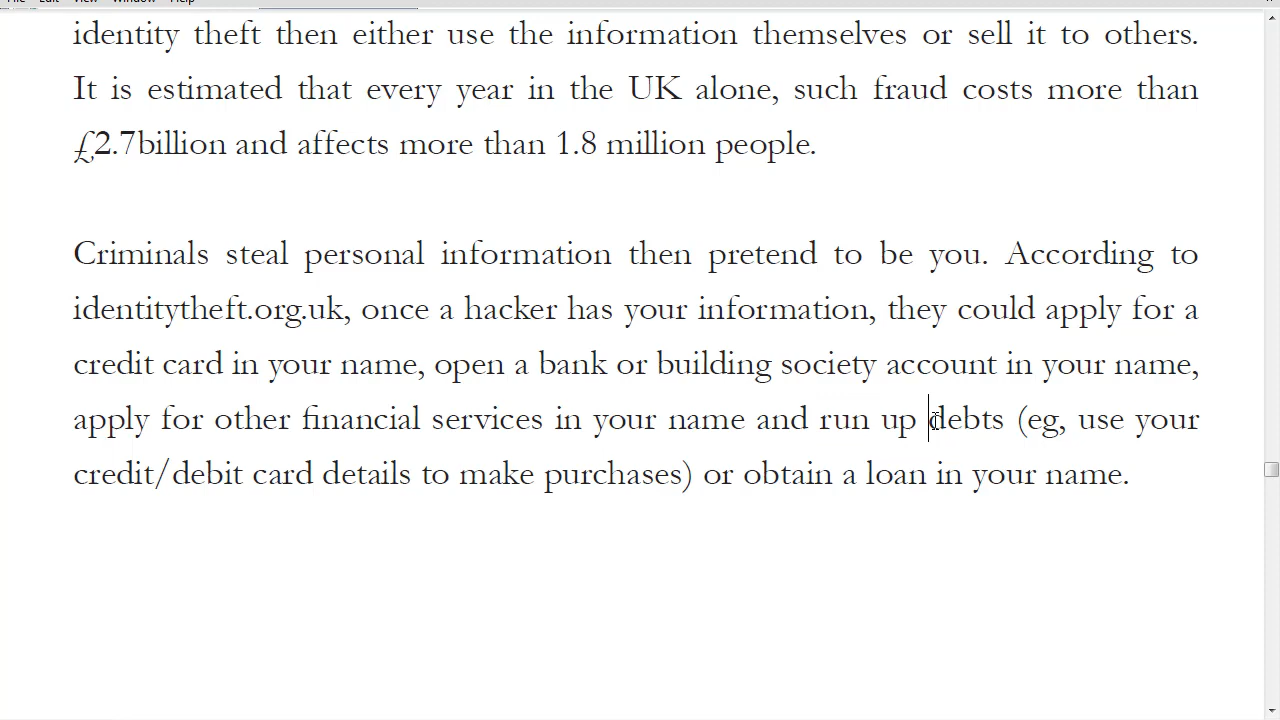 File Edit View Window Help
identity theft then either use the information themselves or sell it to others.
It is estimated that every year in the UK alone, such fraud costs more than
£2.7billion and affects more than 1.8 million people.
Criminals steal personal information then pretend to be you. According to
identitytheft.org.uk, once a hacker has your information, they could apply for a
credit card in your name, open a bank or building society account in your name,
apply for other financial services in your name and run up debts (eg, use your
credit/debit card details to make purchases) or obtain a loan in your name.